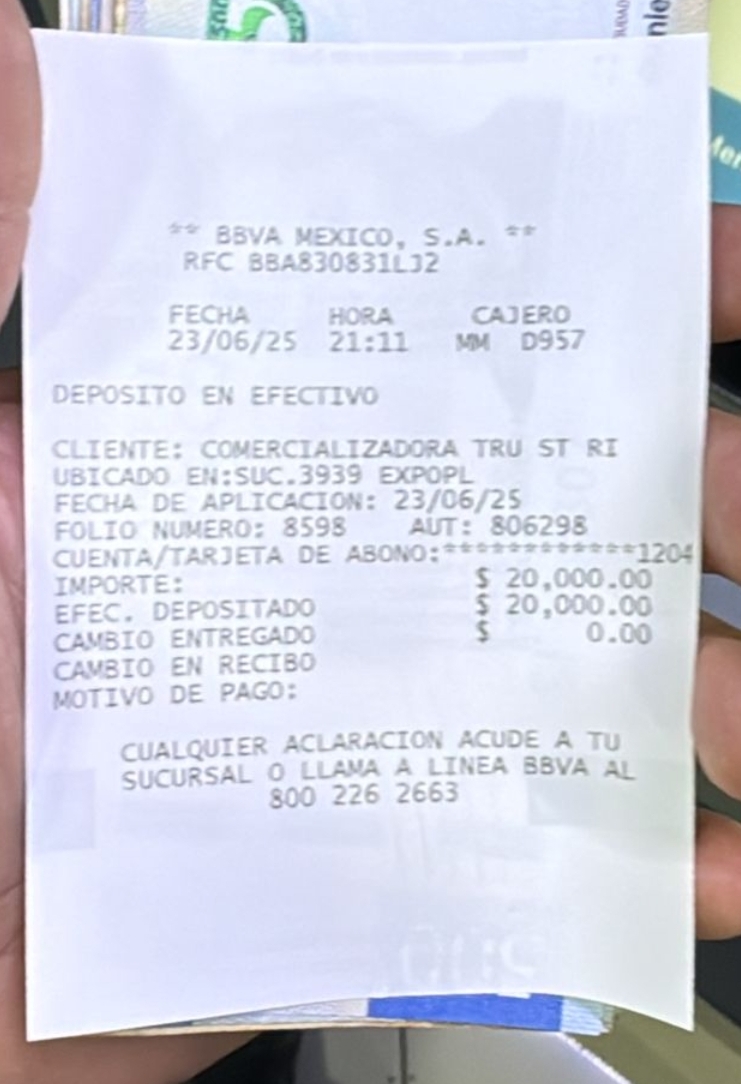 ** BBVA MEXICO, S.A. **
RFC BBA830831LJ2
FECHA HORA CAJERO
23/06/25 21:11 MM D957
DEPOSITO EN EFECTIVO
CLIENTE: COMERCIALIZADORA TRU ST RI
UBICADO EN:SUC.3939 EXPOPL
FECHA DE APLICACION: 23/06/25
FOLIO NUMERO: 8598 AUT: 806298
CUENTA/TARJETA DE ABONO:************1204
IMPORTE: $ 20,000.00
EFEC. DEPOSITADO $ 20,000.00
CAMBIO ENTREGADO $ 0.00
CAMBIO EN RECIBO
MOTIVO DE PAGO:
CUALQUIER ACLARACION ACUDE A TU
SUCURSAL O LLAMA A LINEA BBVA AL
800 226 2663